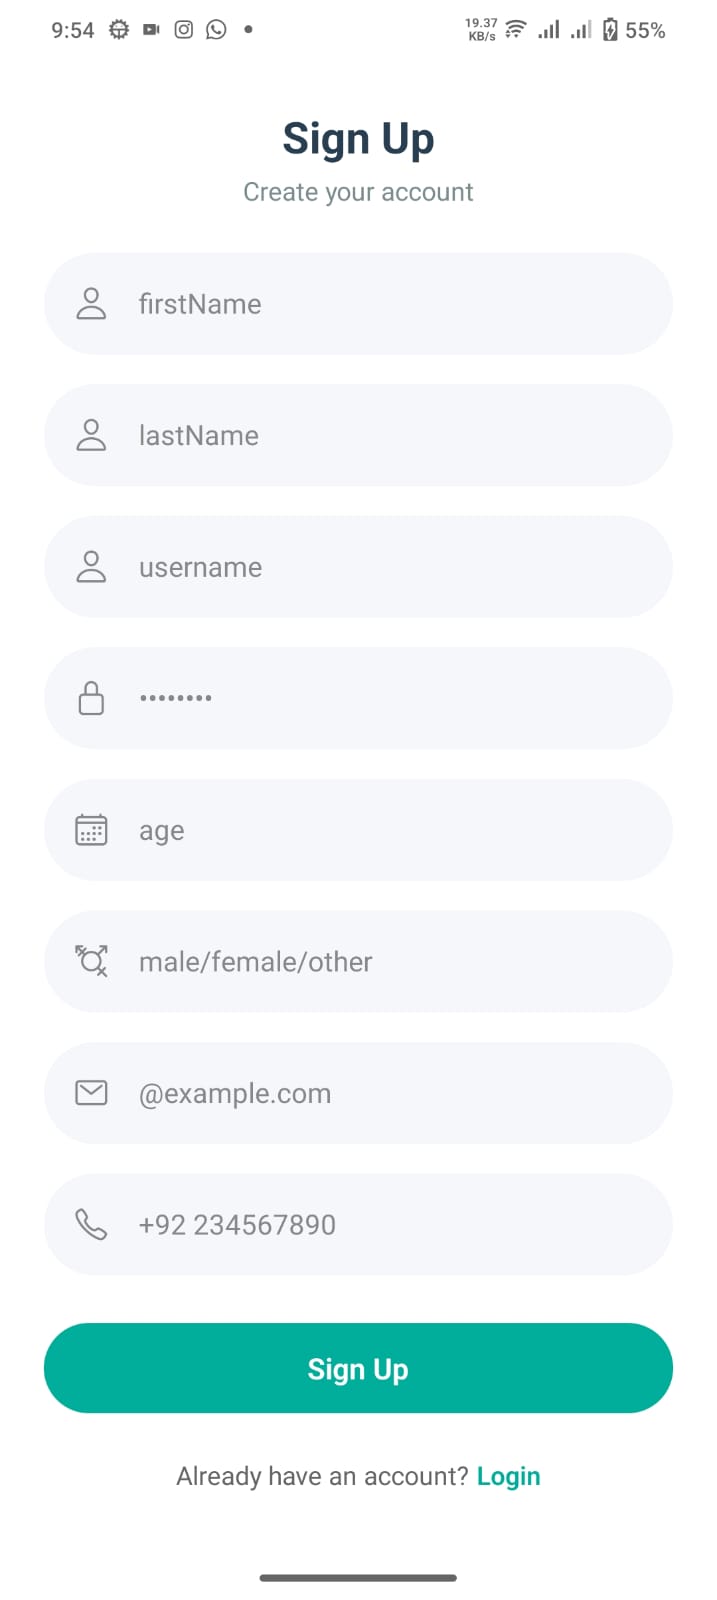 9:54
19.37
KB/s
55%
Sign Up
Create your account
firstName
lastName
username
••••••••
age
male/female/other
@example.com
+92 234567890
Sign Up
Already have an account? Login